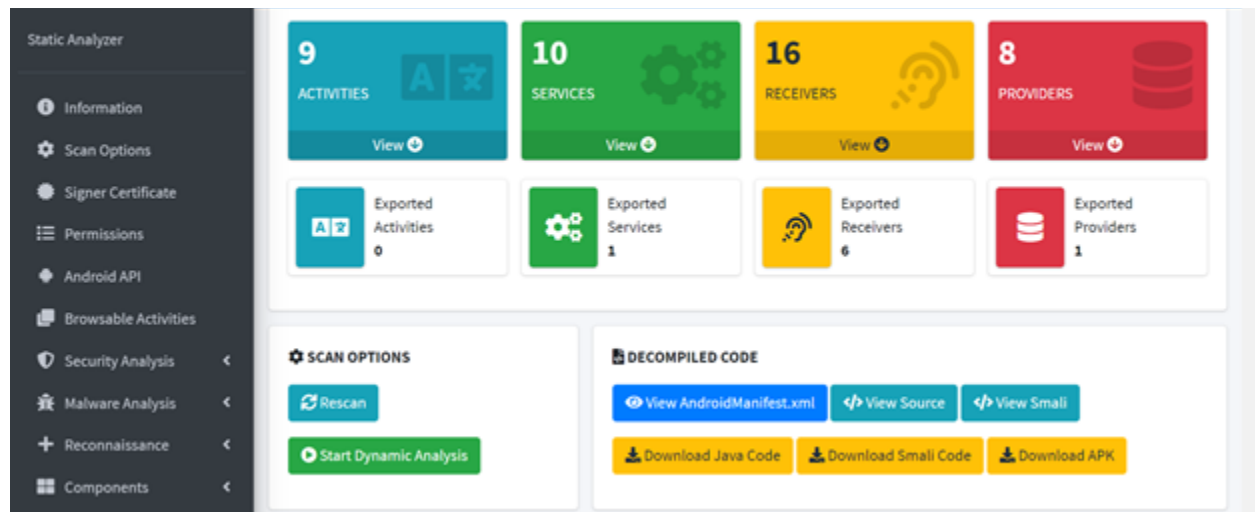 Static Analyzer
Information
Scan Options
Signer Certificate
Permissions
Android API
Browsable Activities
Security Analysis
Malware Analysis
Reconnaissance
Components
9
ACTIVITIES
View
10
SERVICES
View
16
RECEIVERS
View
8
PROVIDERS
View
Exported
Activities
0
Exported
Services
1
Exported
Receivers
6
Exported
Providers
1
SCAN OPTIONS
Rescan
Start Dynamic Analysis
DECOMPILED CODE
View AndroidManifest.xml
View Source
View Smali
Download Java Code
Download Smali Code
Download APK